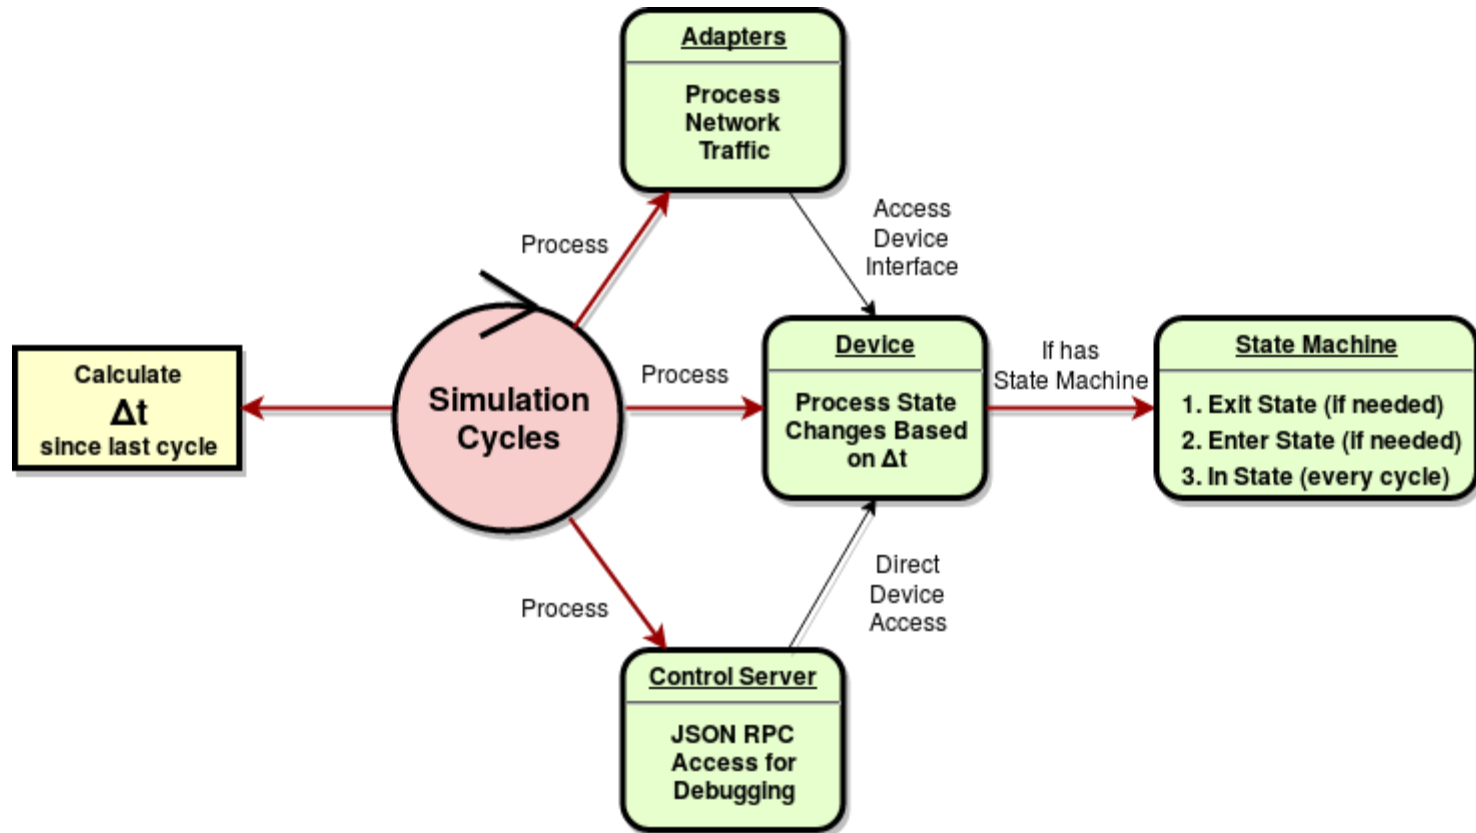 Adapters
Process
Network
Traffic
Process
Access
Device
Interface
Calculate
Δt
since last cycle
Simulation
Cycles
Process
Device
Process State
Changes Based
on Δt
If has
State Machine
State Machine
1. Exit State (if needed)
2. Enter State (if needed)
3. In State (every cycle)
Process
Direct
Device
Access
Control Server
JSON RPC
Access for
Debugging